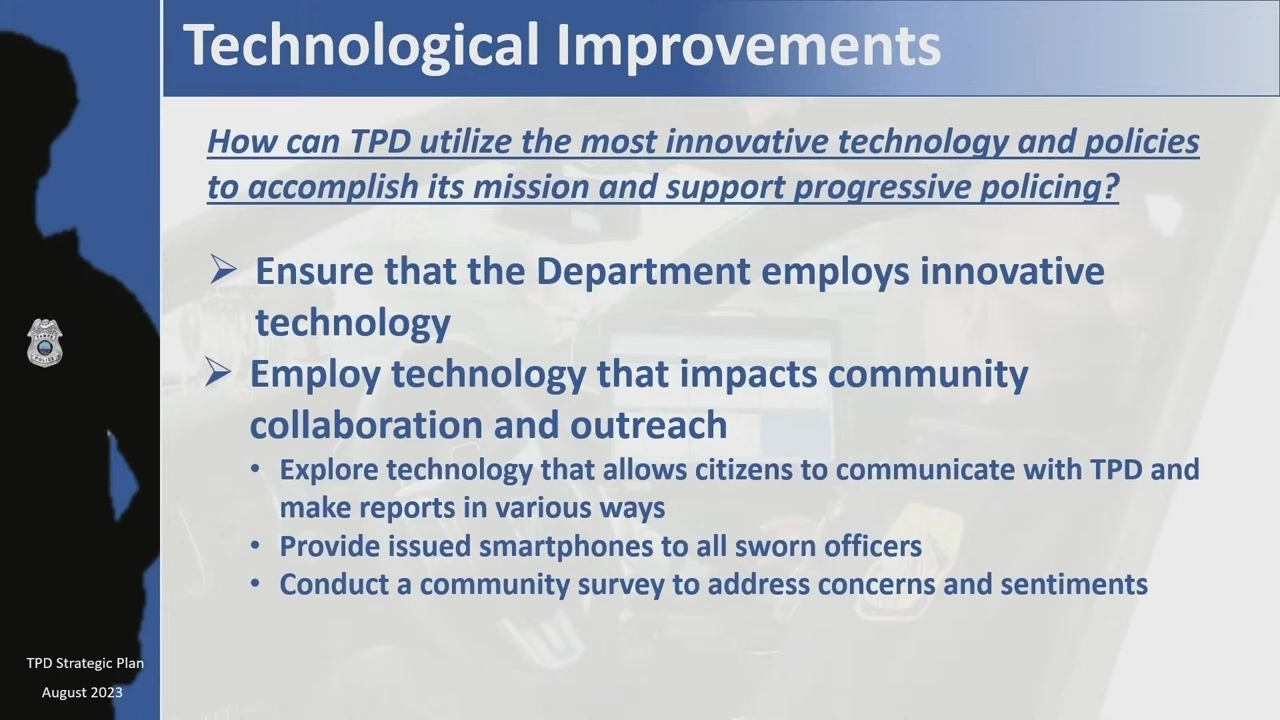 Technological Improvements
How can TPD utilize the most innovative technology and policies
to accomplish its mission and support progressive policing?
➢ Ensure that the Department employs innovative
technology
➢ Employ technology that impacts community
collaboration and outreach
• Explore technology that allows citizens to communicate with TPD and
make reports in various ways
• Provide issued smartphones to all sworn officers
• Conduct a community survey to address concerns and sentiments
TPD Strategic Plan
August 2023